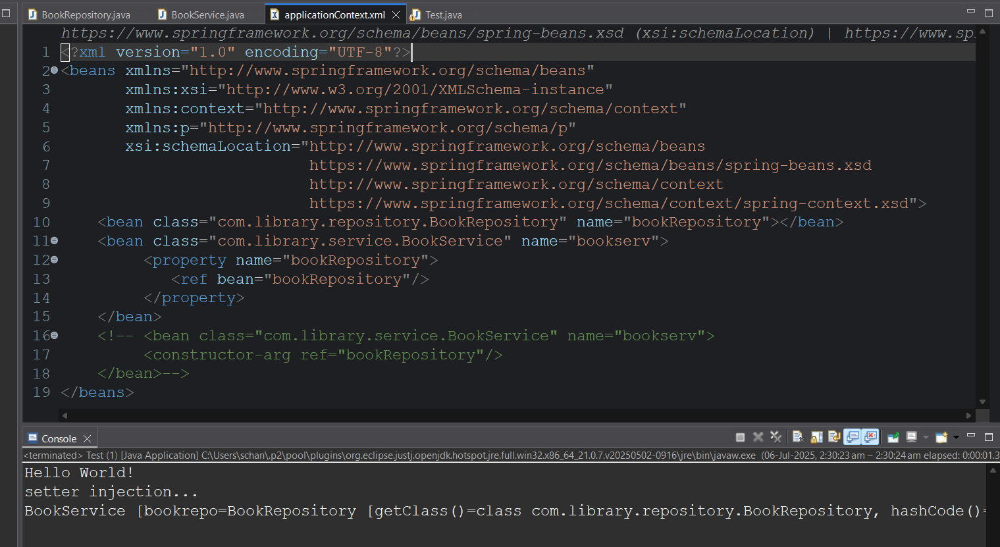 BookRepository.java BookService.java applicationContext.xml Test.java
https://www.springframework.org/schema/beans/spring-beans.xsd (xsi:schemaLocation) | https://www.sp
1 <?xml version="1.0" encoding="UTF-8"?>
2 <beans xmlns="http://www.springframework.org/schema/beans"
3 xmlns:xsi="http://www.w3.org/2001/XMLSchema-instance"
4 xmlns:context="http://www.springframework.org/schema/context"
5 xmlns:p="http://www.springframework.org/schema/p"
6 xsi:schemaLocation="http://www.springframework.org/schema/beans
7 https://www.springframework.org/schema/beans/spring-beans.xsd
8 http://www.springframework.org/schema/context
9 https://www.springframework.org/schema/context/spring-context.xsd">
10 <bean class="com.library.repository.BookRepository" name="bookRepository"></bean>
11 <bean class="com.library.service.BookService" name="bookserv">
12 <property name="bookRepository">
13 <ref bean="bookRepository"/>
14 </property>
15 </bean>
16 <!-- <bean class="com.library.service.BookService" name="bookserv">
17 <constructor-arg ref="bookRepository"/>
18 </bean>-->
19 </beans>
Console
<terminated> Test (1) [Java Application] C:\Users\schan\.p2\pool\plugins\org.eclipse.justj.openjdk.hotspot.jre.full.win32.x86_64_21.0.7.v20250502-0916\jre\bin\javaw.exe (06-Jul-2025, 2:30:23 am – 2:30:24 am elapsed: 0:00:01.3
Hello World!
setter injection...
BookService [bookrepo=BookRepository [getClass()=class com.library.repository.BookRepository, hashCode()=